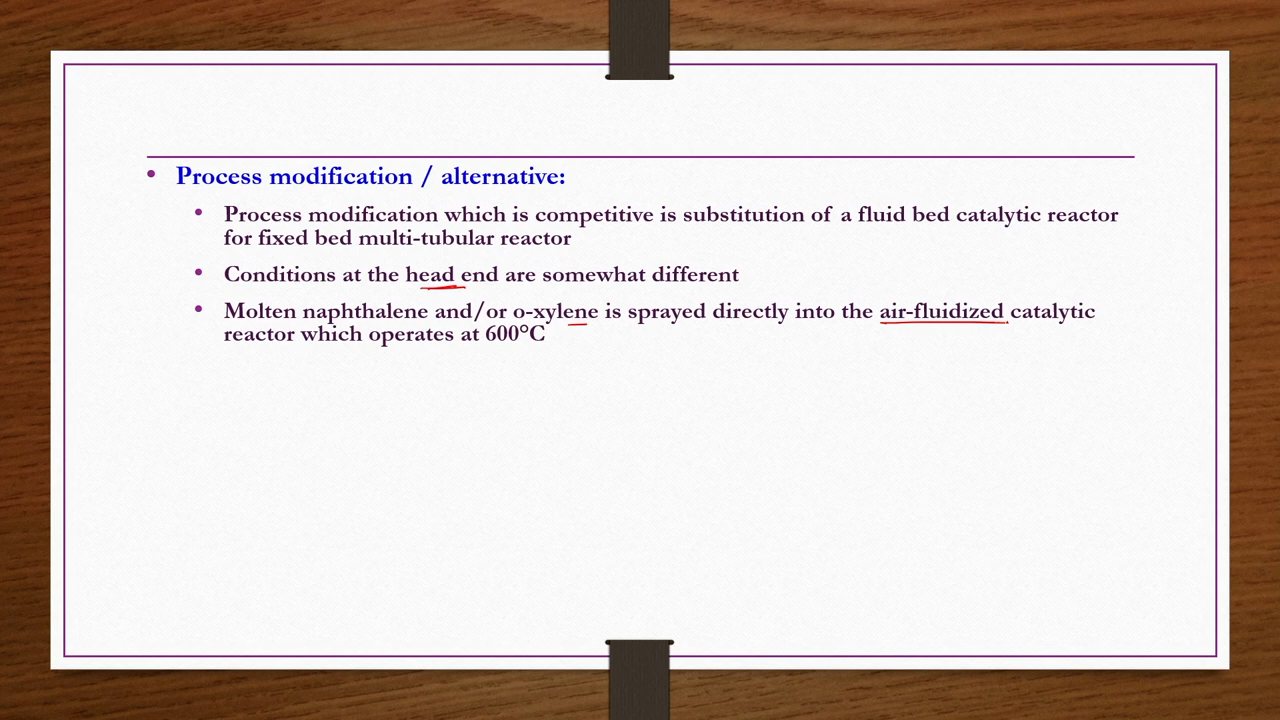 • Process modification / alternative:
• Process modification which is competitive is substitution of a fluid bed catalytic reactor
for fixed bed multi-tubular reactor
• Conditions at the head end are somewhat different
• Molten naphthalene and/or o-xylene is sprayed directly into the air-fluidized catalytic
reactor which operates at 600°C